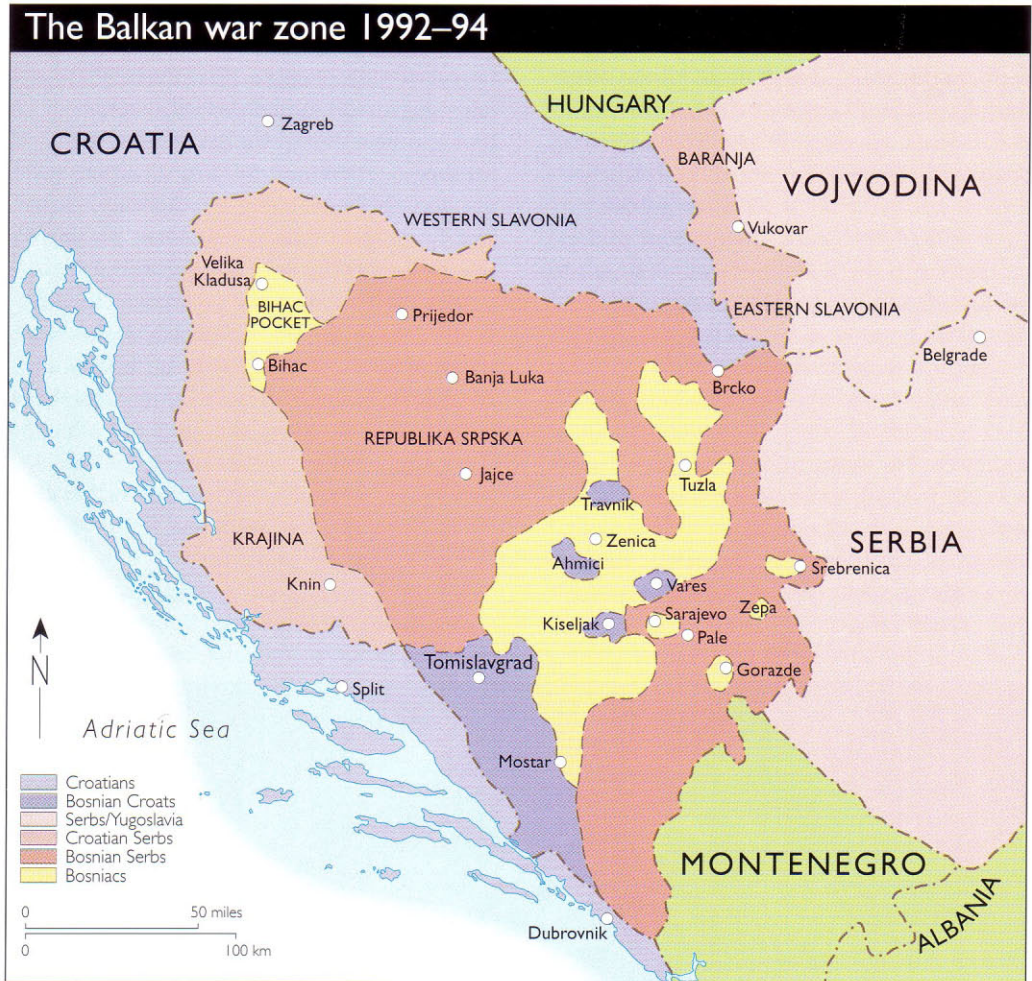 The Balkan war zone 1992–94
HUNGARY
CROATIA
Zagreb
BARANJA
VOJVODINA
WESTERN SLAVONIA
Vukovar
Velika
Kladusa
BIHAC
POCKET
Prijedor
EASTERN SLAVONIA
Belgrade
Bihac
Banja Luka
Brcko
REPUBLIKA SRPSKA
Jajce
Tuzla
Travnik
KRAJINA
Zenica
SERBIA
Ahmici
Srebrenica
Knin
Vares
Zepa
Kiseljak
Sarajevo
Pale
N
Tomislavgrad
Gorazde
Split
Adriatic Sea
Mostar
Croatians
Bosnian Croats
Serbs/Yugoslavia
Croatian Serbs
Bosnian Serbs
Bosniacs
MONTENEGRO
ALBANIA
0 50 miles
0 100 km
Dubrovnik